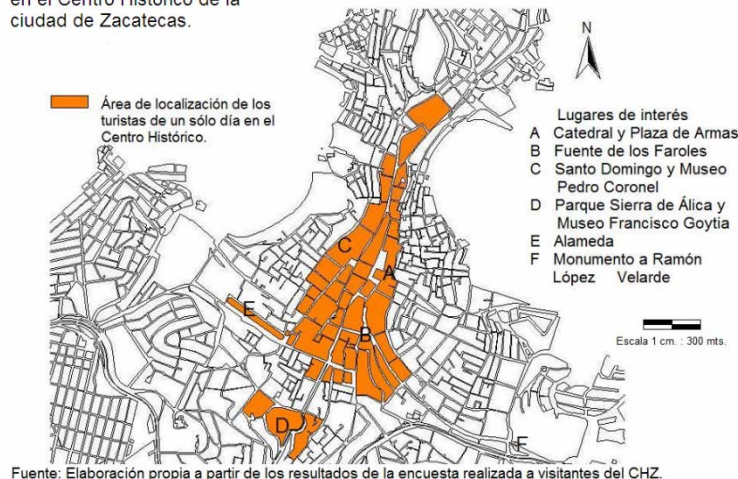 en el Centro Histórico de la
ciudad de Zacatecas.
N
Área de localización de los
turistas de un sólo día en el
Centro Histórico.
Lugares de interés
A Catedral y Plaza de Armas
B Fuente de los Faroles
C Santo Domingo y Museo
Pedro Coronel
D Parque Sierra de Álica y
Museo Francisco Goytia
E Alameda
F Monumento a Ramón
López Velarde
Escala 1 cm. : 300 mts.
C
A
E
B
D
F
Fuente: Elaboración propia a partir de los resultados de la encuesta realizada a visitantes del CHZ.